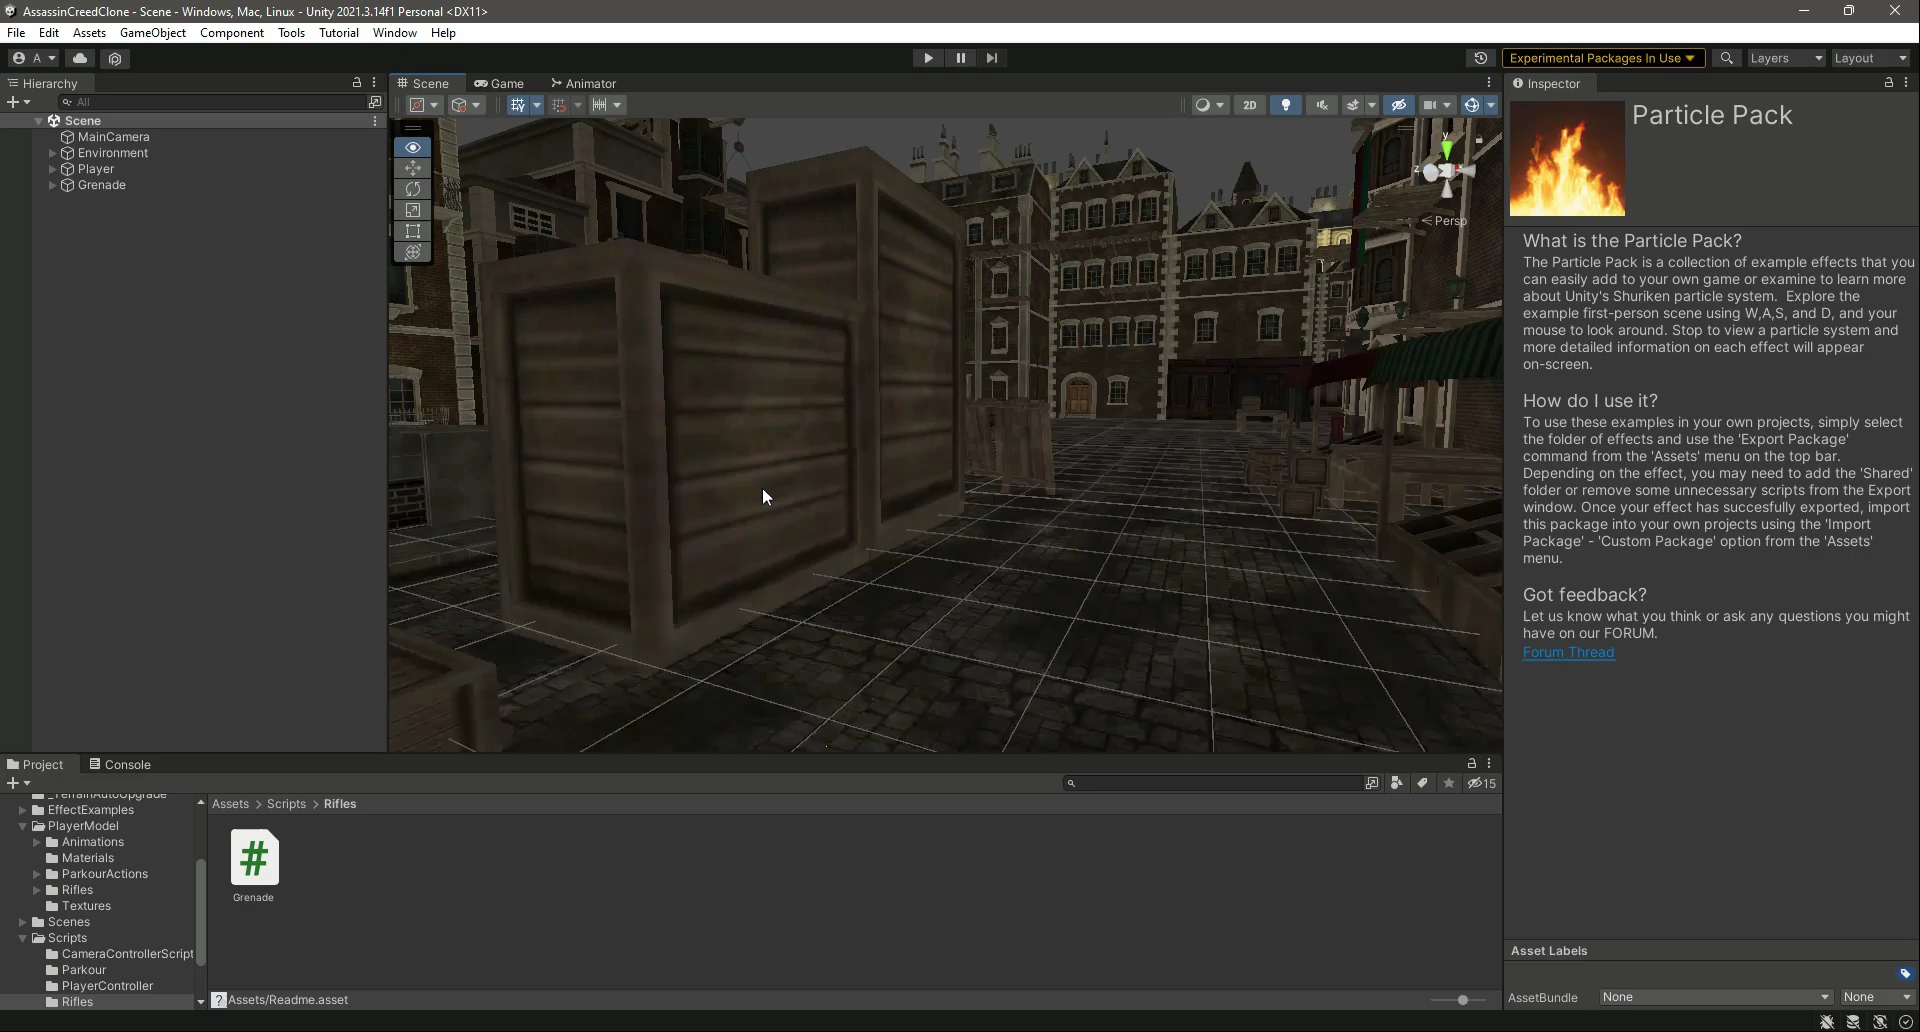 AssassinCreedClone - Scene - Windows, Mac, Linux - Unity 2021.3.14f1 Personal <DX11>
File Edit Assets GameObject Component Tools Tutorial Window Help
A
Experimental Packages In Use
Layers
Layout
Hierarchy
All
Scene
MainCamera
Environment
Player
Grenade
Scene
Game
Animator
2D
y
z
x
Persp
Inspector
Particle Pack
What is the Particle Pack?
The Particle Pack is a collection of example effects that you
can easily add to your own game or examine to learn more
about Unity's Shuriken particle system. Explore the
example first-person scene using W,A,S, and D, and your
mouse to look around. Stop to view a particle system and
more detailed information on each effect will appear
on-screen.
How do I use it?
To use these examples in your own projects, simply select
the folder of effects and use the 'Export Package'
command from the 'Assets' menu on the top bar.
Depending on the effect, you may need to add the 'Shared'
folder or remove some unnecessary scripts from the Export
window. Once your effect has succesfully exported, import
this package into your own projects using the 'Import
Package' - 'Custom Package' option from the 'Assets'
menu.
Got feedback?
Let us know what you think or ask any questions you might
have on our FORUM.
Forum Thread
Asset Labels
AssetBundle
None
None
Project
Console
15
_TerrainAutoUpgrade
EffectExamples
PlayerModel
Animations
Materials
ParkourActions
Rifles
Textures
Scenes
Scripts
CameraControllerScript
Parkour
PlayerController
Rifles
Assets > Scripts > Rifles
#
Grenade
Assets/Readme.asset